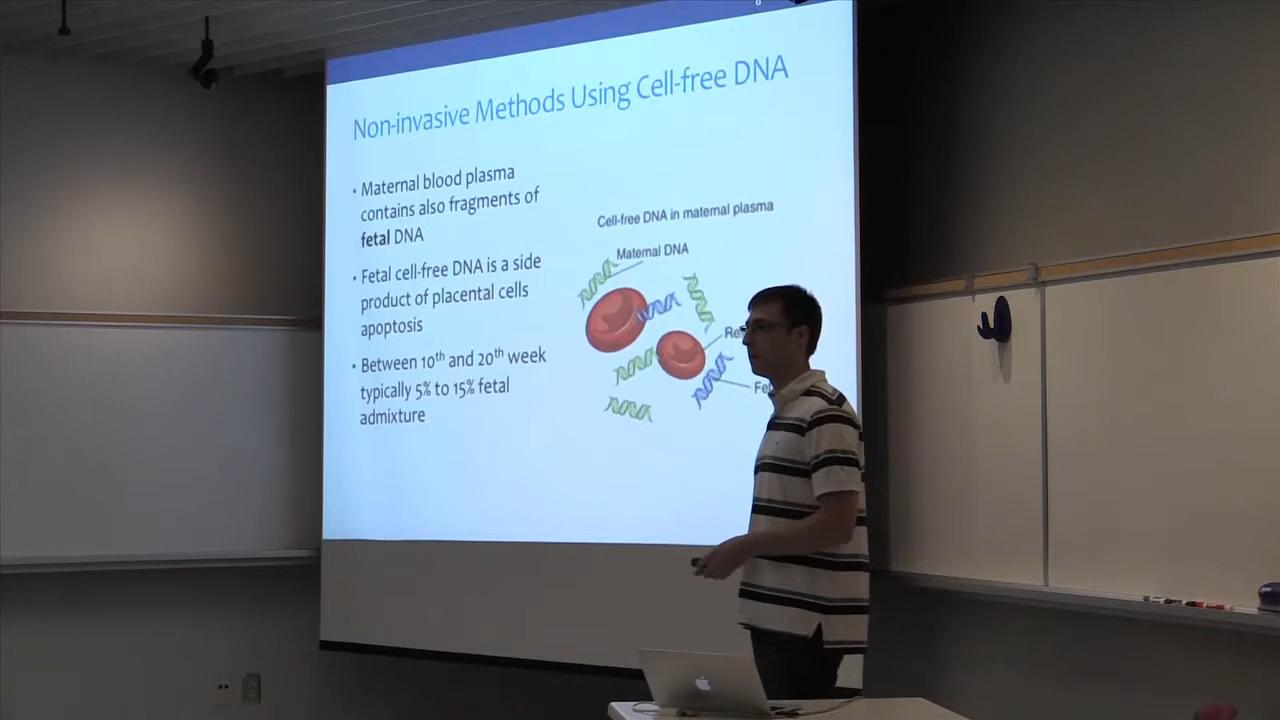 Non-invasive Methods Using Cell-free DNA
• Maternal blood plasma
contains also fragments of
fetal DNA
• Fetal cell-free DNA is a side
product of placental cells
apoptosis
• Between 10th and 20th week
typically 5% to 15% fetal
admixture
Cell-free DNA in maternal plasma
Maternal DNA